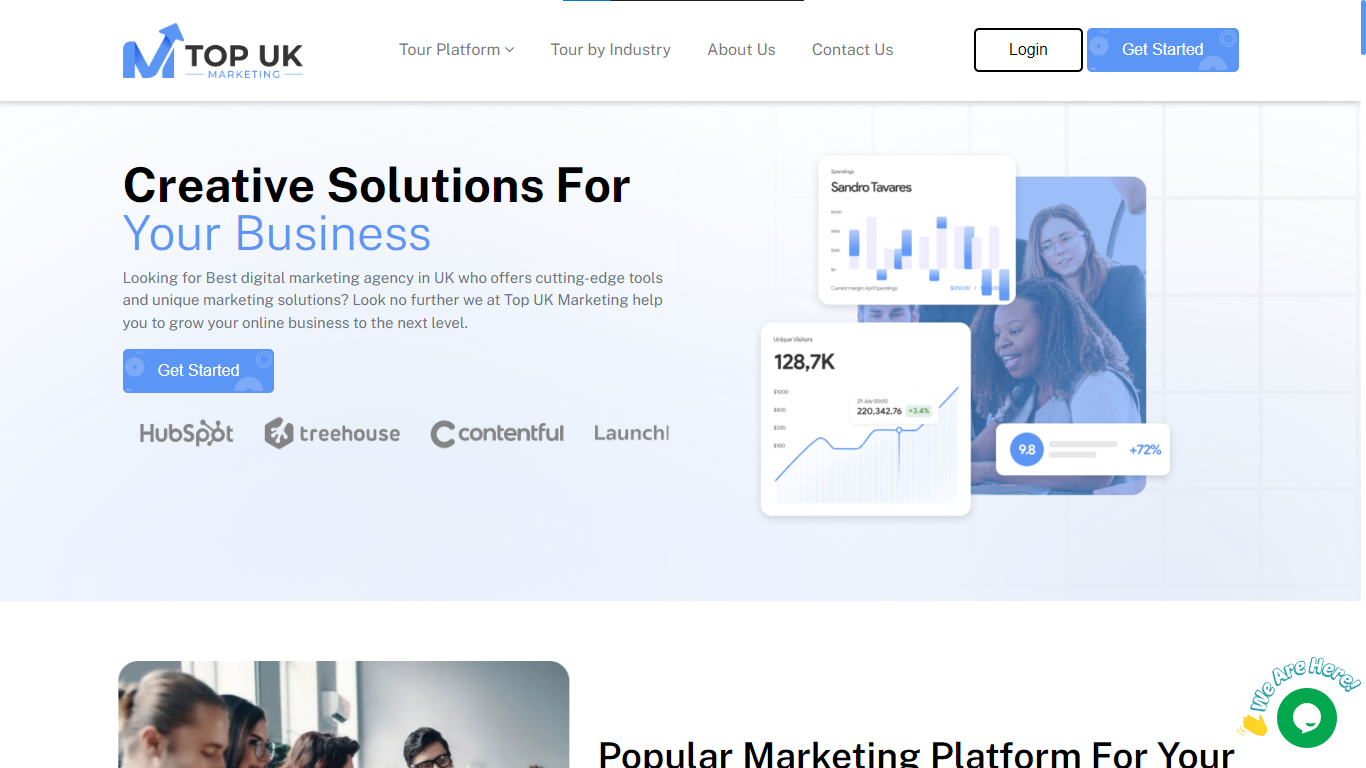 TOP UK
MARKETING
Tour Platform
Tour by Industry
About Us
Contact Us
Login
Get Started
Creative Solutions For
Your Business
Looking for Best digital marketing agency in UK who offers cutting-edge tools
and unique marketing solutions? Look no further we at Top UK Marketing help
you to grow your online business to the next level.
Get Started
HubSpot
treehouse
contentful
Launch
Spendings
Sandro Tavares
$0
Current margin: April Spendings
$350.00 /
Unique Visitors
128,7K
$1000
$600
$200
$100
29 July 00:00
220,342.76 +3.4%
9.8
+72%
We Are Here!
Popular Marketing Platform For Your